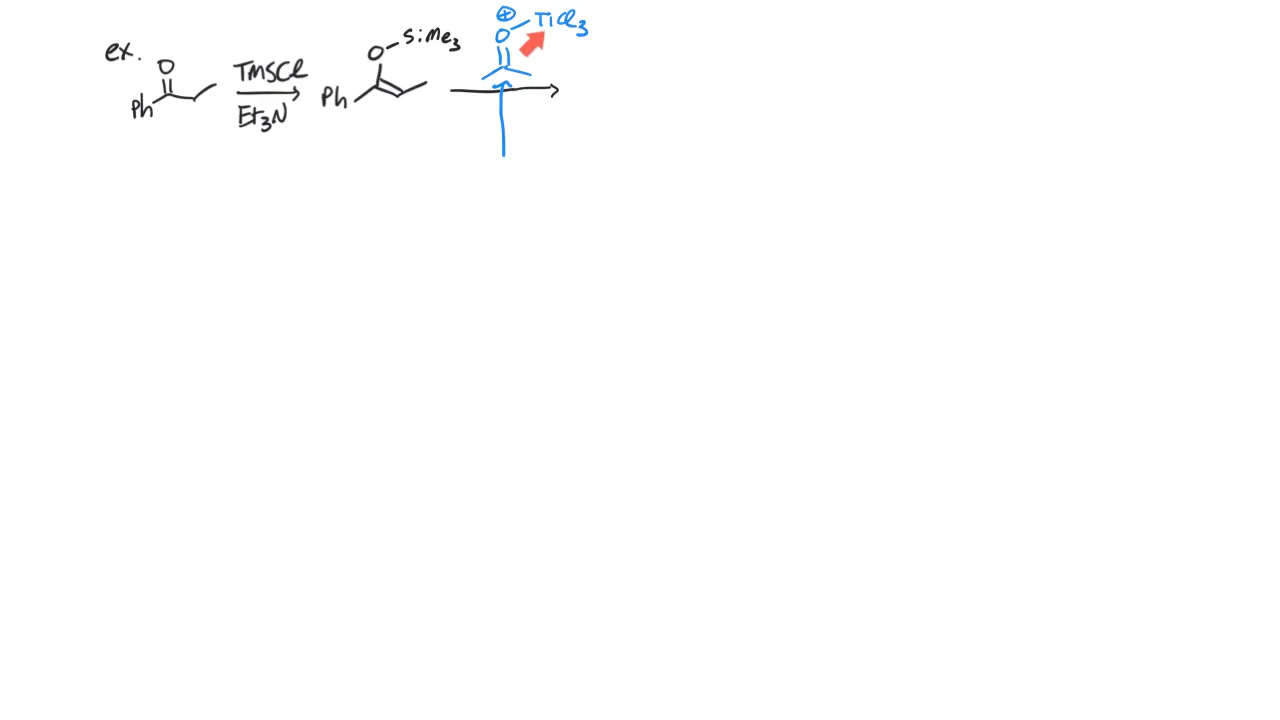 ex.
O
Ph
TMSCl
Et₃N
O
SiMe₃
Ph
⊕
O
TiCl₃